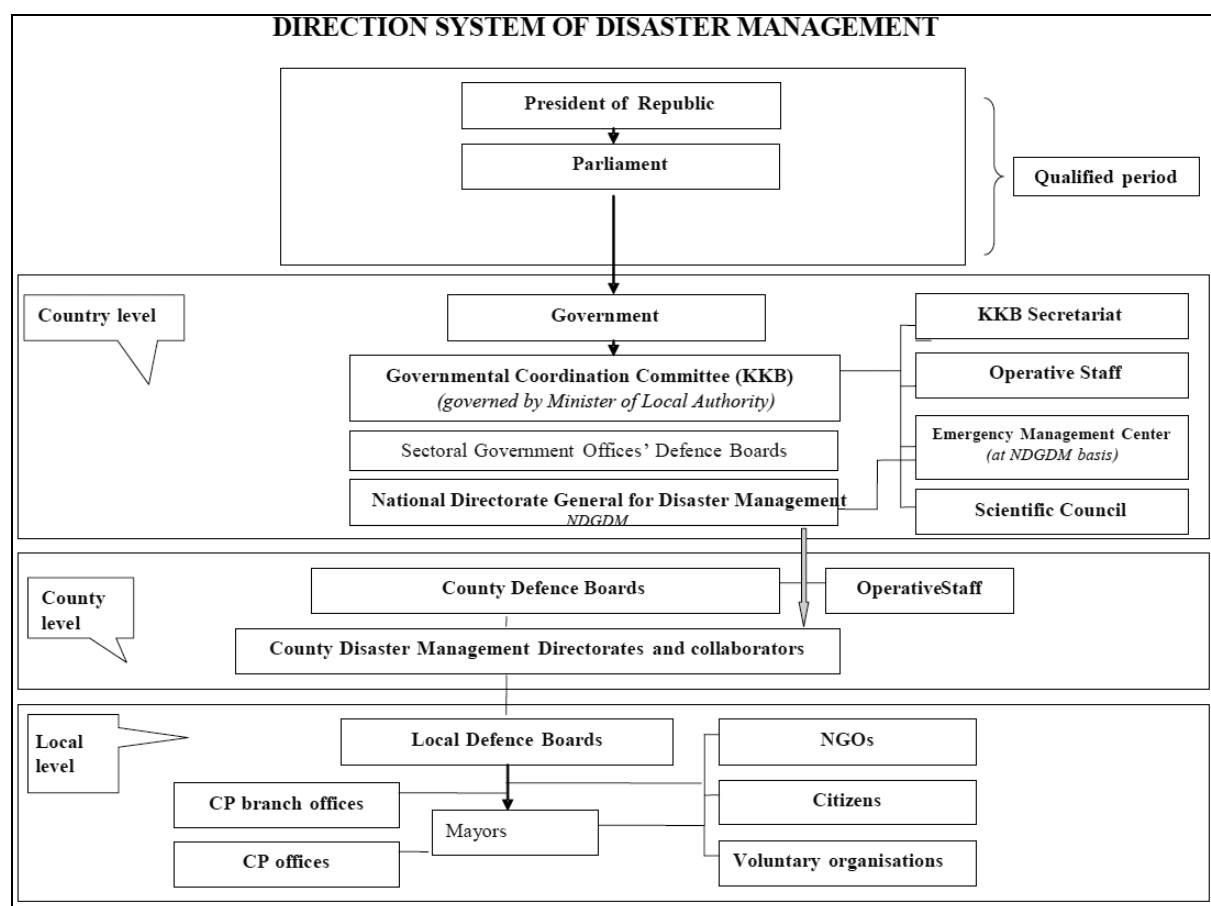 DIRECTION SYSTEM OF DISASTER MANAGEMENT
President of Republic
Parliament
Qualified period
Country level
Government
KKB Secretariat
Governmental Coordination Committee (KKB)
(governed by Minister of Local Authority)
Operative Staff
Sectoral Government Offices’ Defence Boards
Emergency Management Center
(at NDGDM basis)
National Directorate General for Disaster Management
NDGDM
Scientific Council
County
level
County Defence Boards
OperativeStaff
County Disaster Management Directorates and collaborators
Local
level
Local Defence Boards
NGOs
CP branch offices
Citizens
Mayors
CP offices
Voluntary organisations